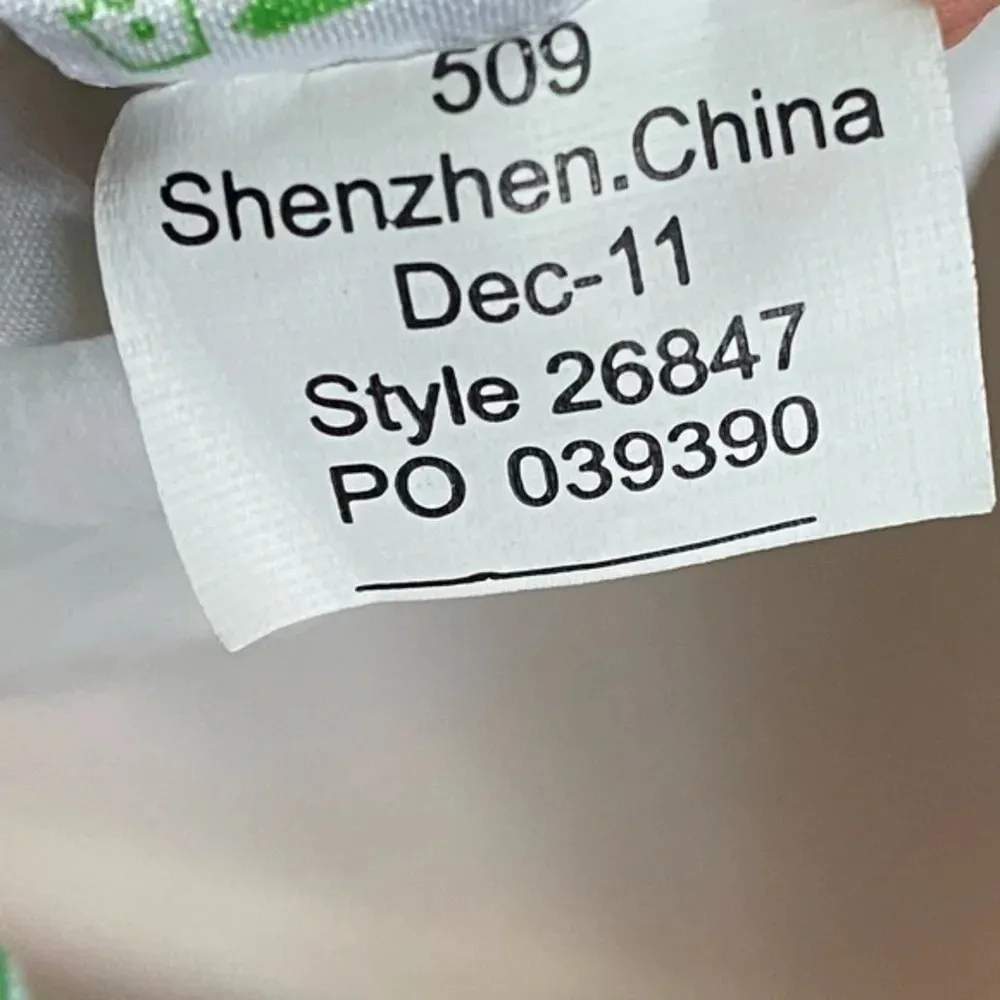 509
Shenzhen.China
Dec-11
Style 26847
PO 039390